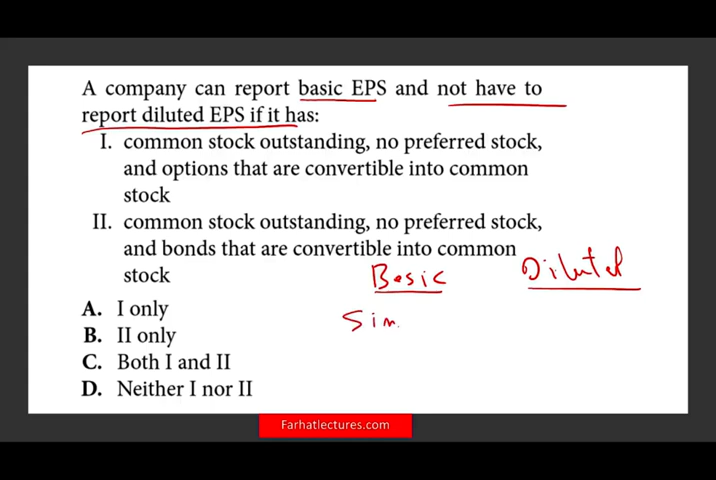 A company can report basic EPS and not have to
report diluted EPS if it has:
I. common stock outstanding, no preferred stock,
and options that are convertible into common
stock
II. common stock outstanding, no preferred stock,
and bonds that are convertible into common
stock
Basic Diluted
Sim
A. I only
B. II only
C. Both I and II
D. Neither I nor II
Farhatlectures.com